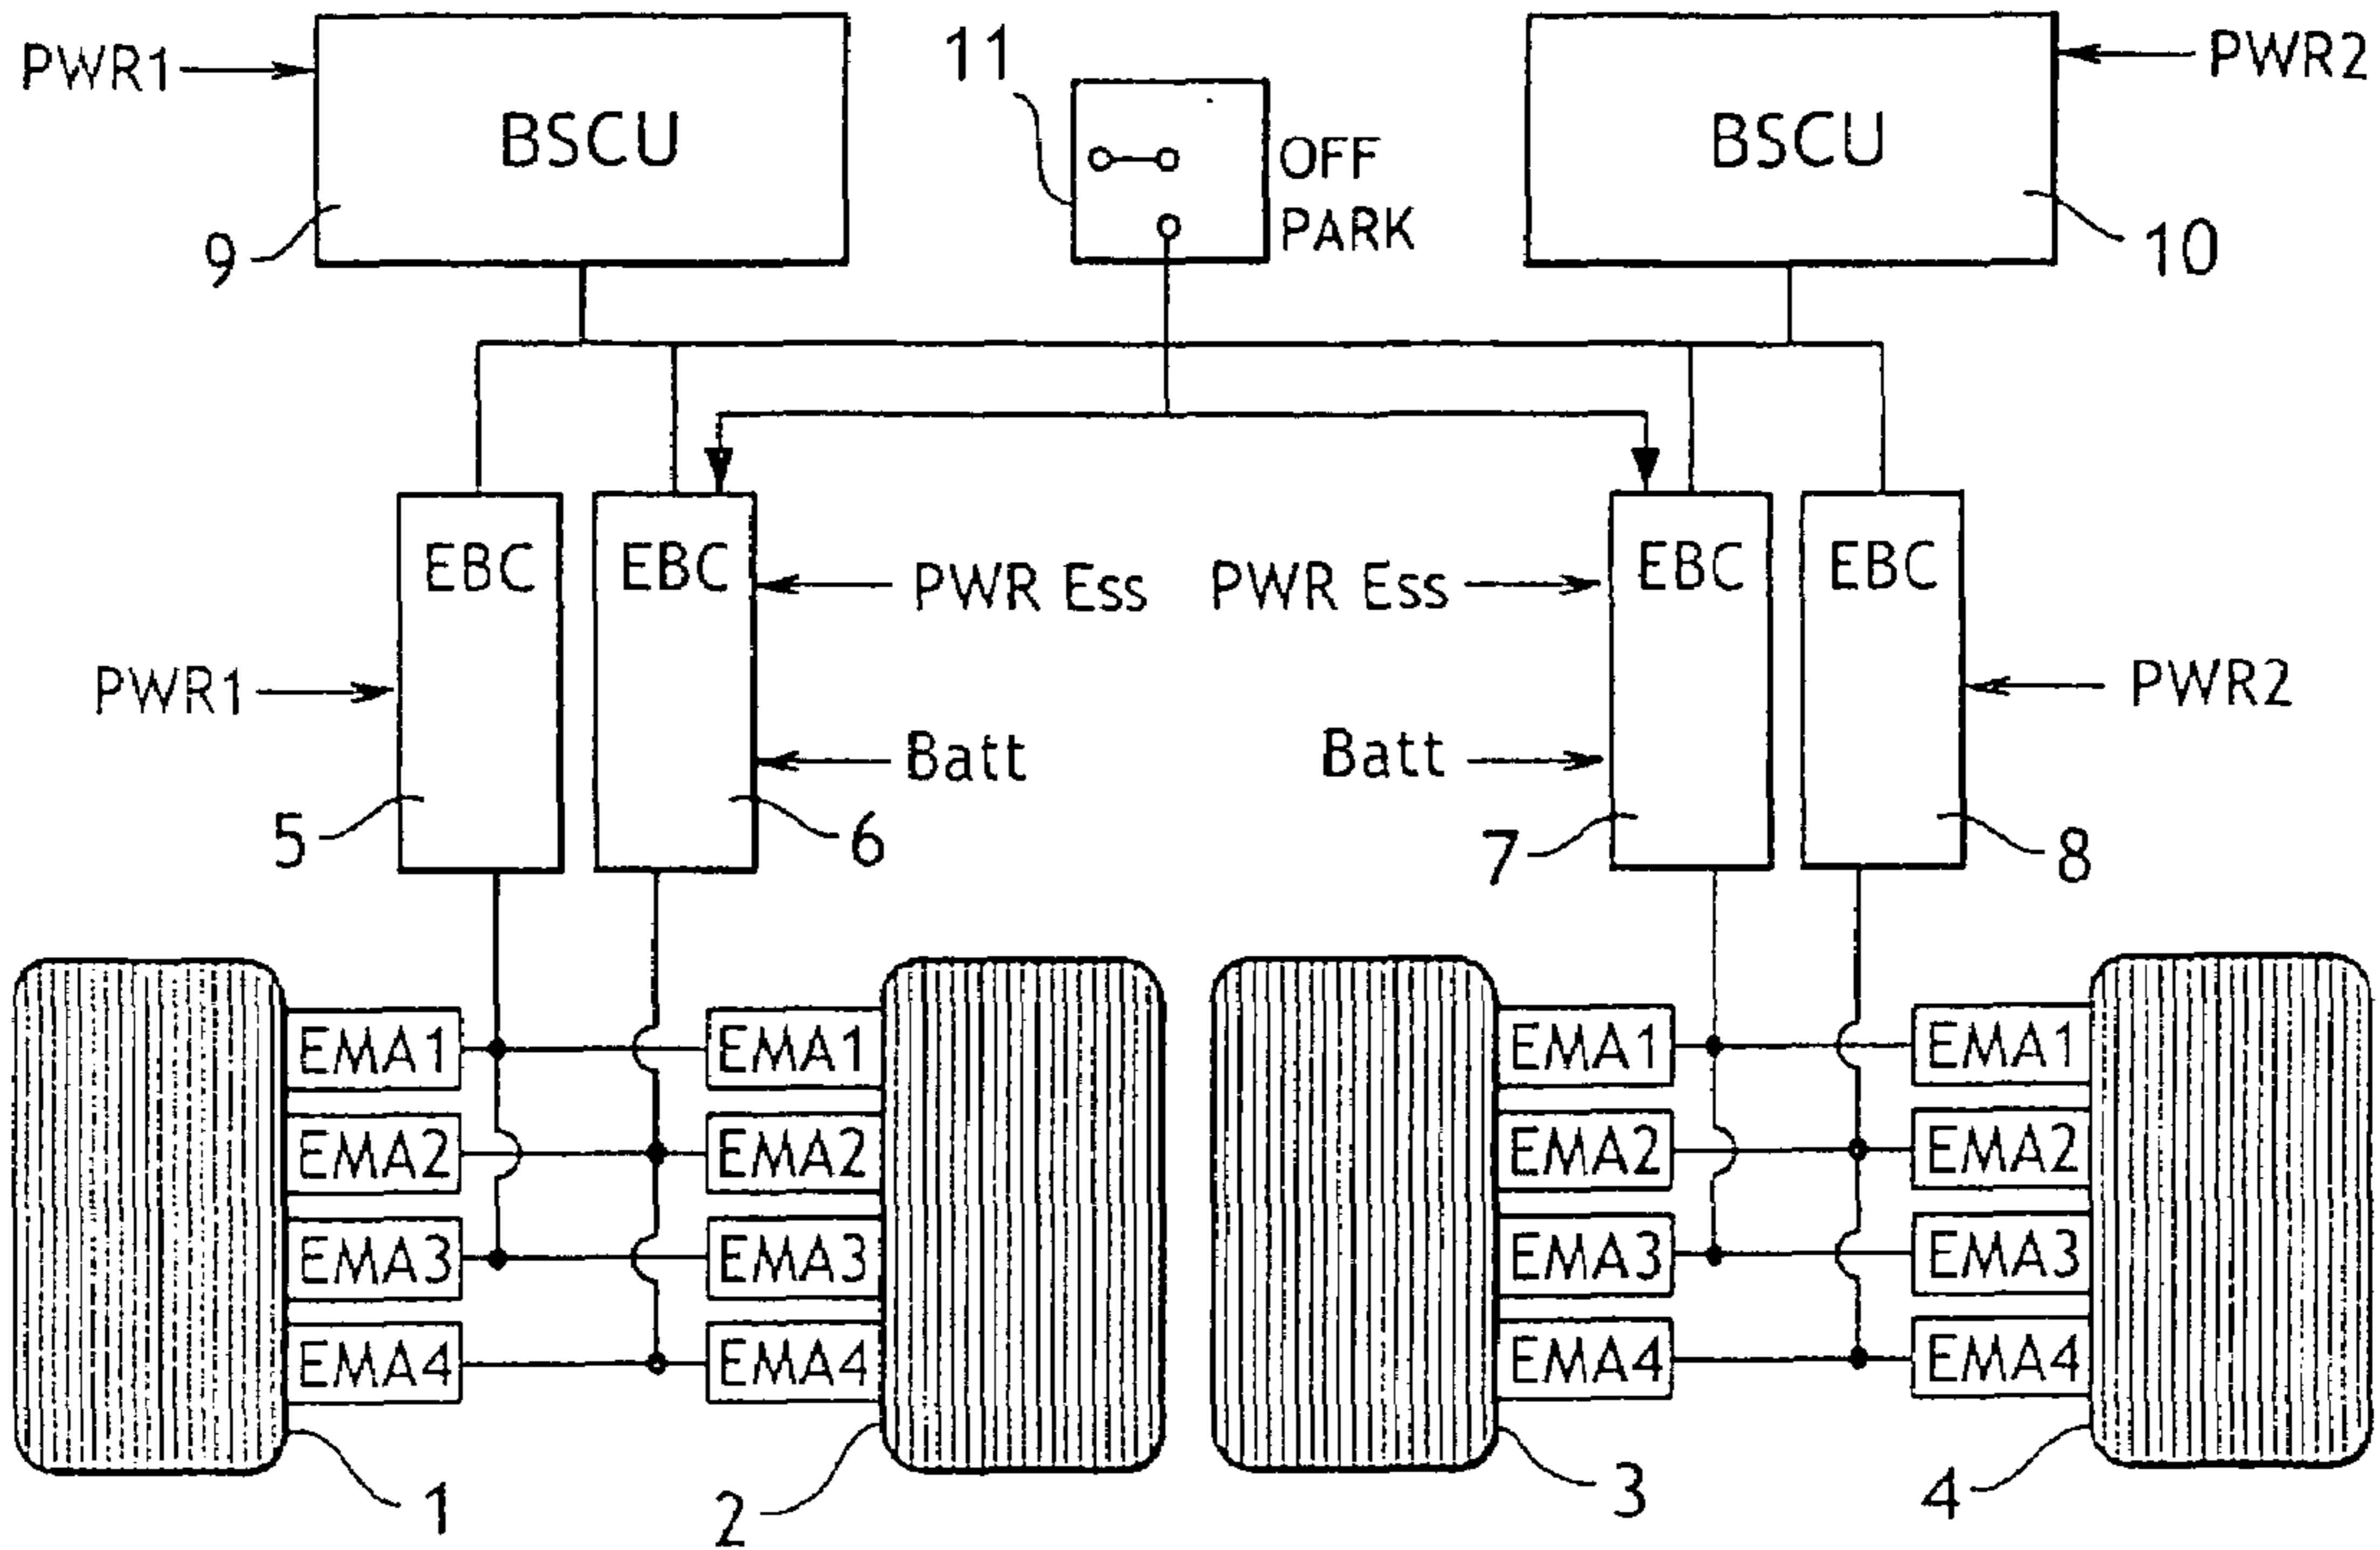 PWR1
BSCU
9
11
OFF
PARK
BSCU
PWR2
10
EBC
EBC
PWR Ess
PWR Ess
EBC
EBC
PWR1
PWR2
Batt
Batt
5
6
7
8
EMA1
EMA1
EMA1
EMA1
EMA2
EMA2
EMA2
EMA2
EMA3
EMA3
EMA3
EMA3
EMA4
EMA4
EMA4
EMA4
1
2
3
4